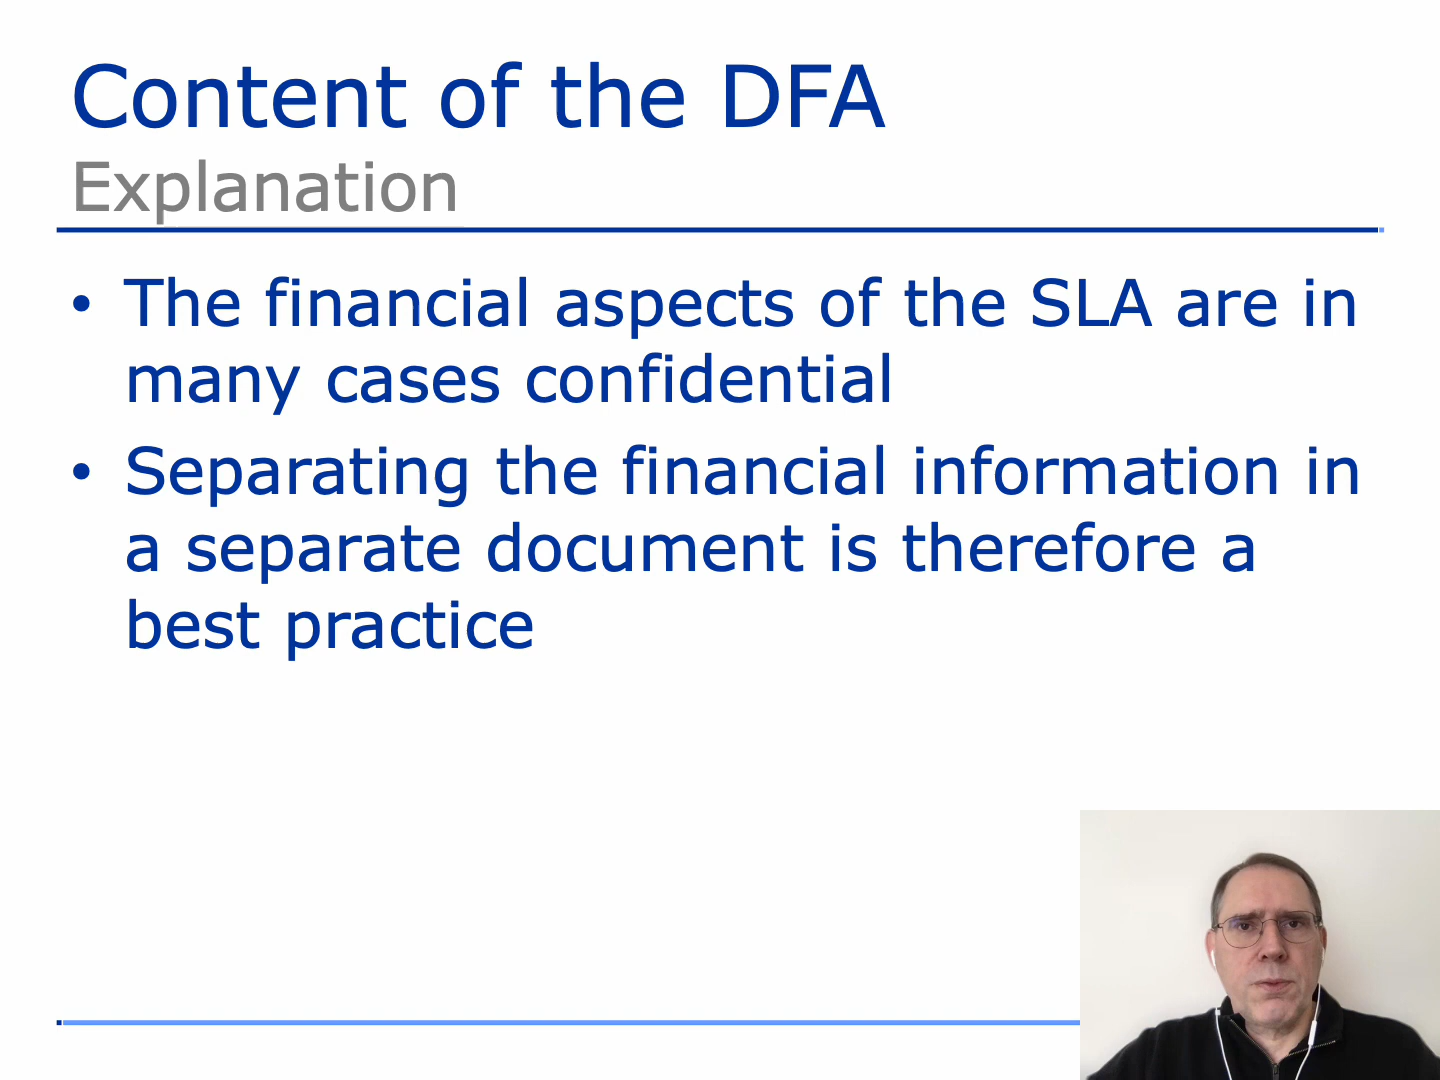 Content of the DFA
Explanation
• The financial aspects of the SLA are in
many cases confidential
• Separating the financial information in
a separate document is therefore a
best practice